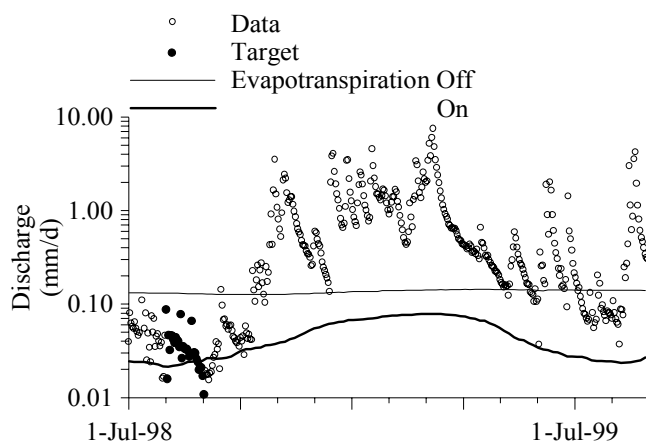 Data
Target
Evapotranspiration Off
On
10.00
1.00
0.10
0.01
Discharge
(mm/d)
1-Jul-98
1-Jul-99